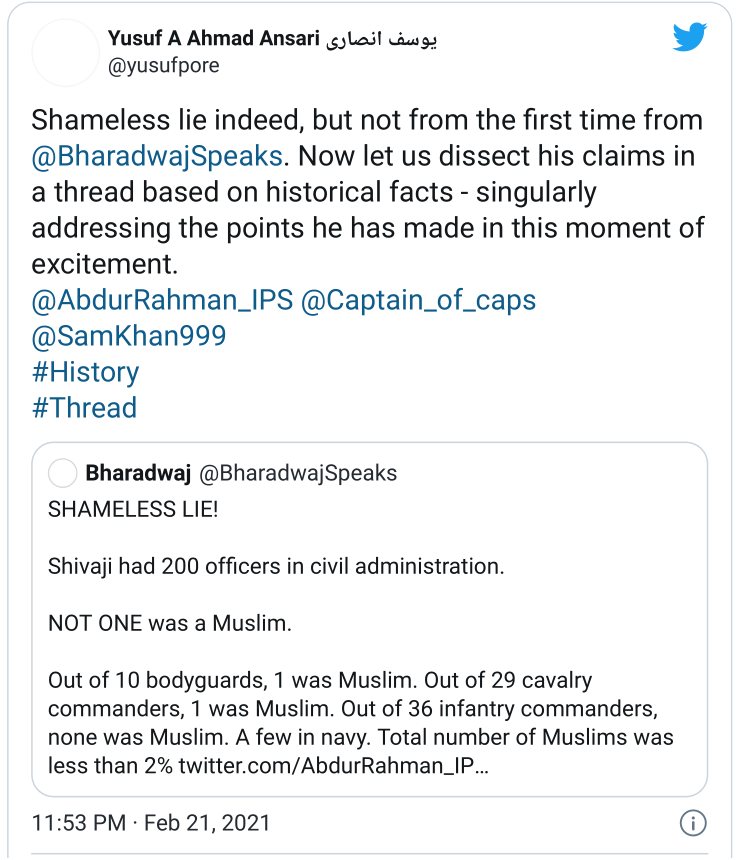 Yusuf A Ahmad Ansari یوسف انصاری
@yusufpore
Shameless lie indeed, but not from the first time from
@BharadwajSpeaks. Now let us dissect his claims in
a thread based on historical facts - singularly
addressing the points he has made in this moment of
excitement.
@AbdurRahman_IPS @Captain_of_caps
@SamKhan999
#History
#Thread
Bharadwaj @BharadwajSpeaks
SHAMELESS LIE!
Shivaji had 200 officers in civil administration.
NOT ONE was a Muslim.
Out of 10 bodyguards, 1 was Muslim. Out of 29 cavalry
commanders, 1 was Muslim. Out of 36 infantry commanders,
none was Muslim. A few in navy. Total number of Muslims was
less than 2% twitter.com/AbdurRahman_IP…
11:53 PM · Feb 21, 2021